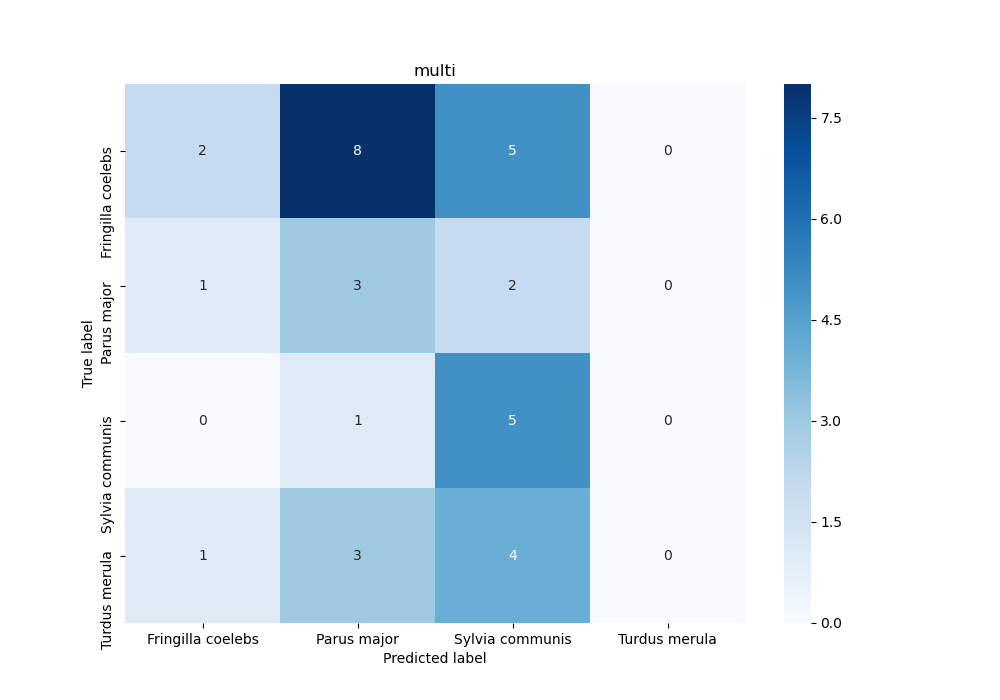 multi
True label
Fringilla coelebs
2 8 5 0
Parus major
1 3 2 0
Sylvia communis
0 1 5 0
Turdus merula
1 3 4 0
Fringilla coelebs Parus major Sylvia communis Turdus merula
Predicted label
7.5
6.0
4.5
3.0
1.5
0.0